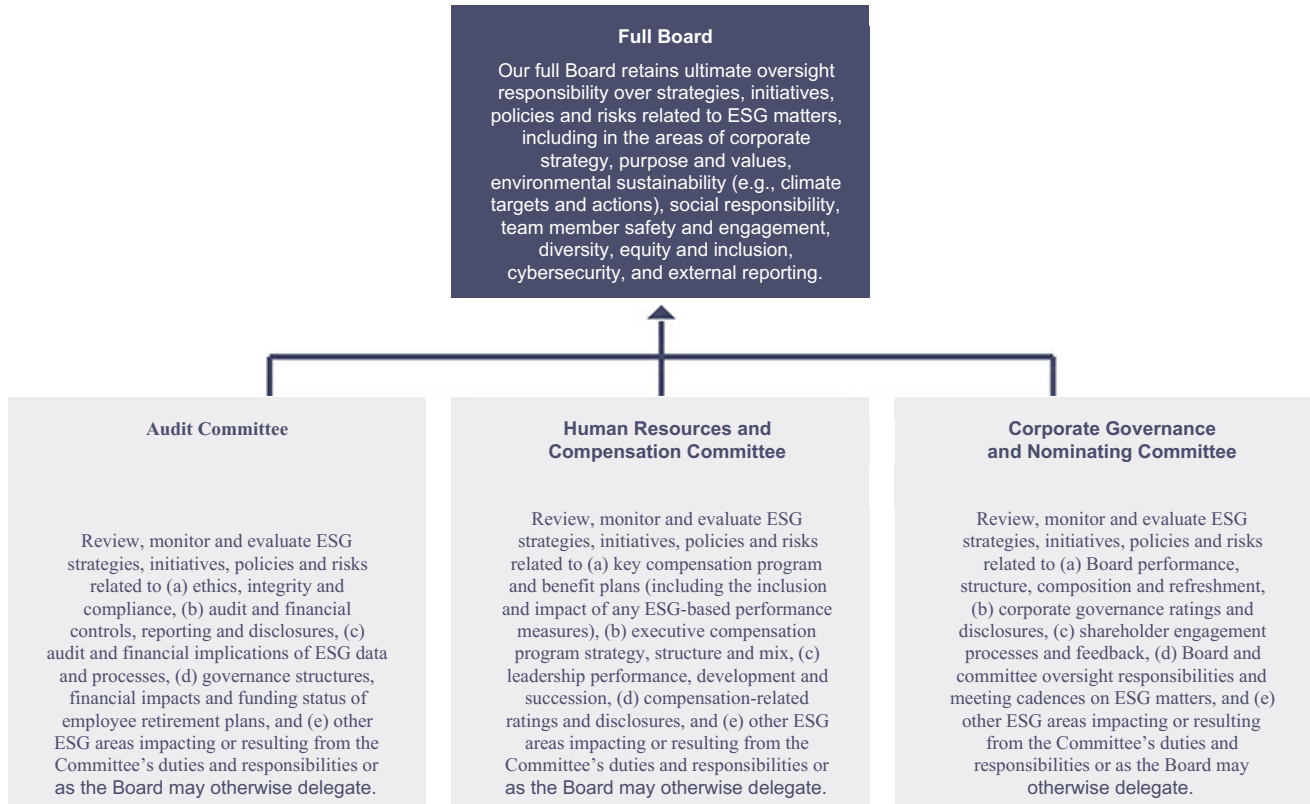 Full Board
Our full Board retains ultimate oversight
responsibility over strategies, initiatives,
policies and risks related to ESG matters,
including in the areas of corporate
strategy, purpose and values,
environmental sustainability (e.g., climate
targets and actions), social responsibility,
team member safety and engagement,
diversity, equity and inclusion,
cybersecurity, and external reporting.
Audit Committee
Review, monitor and evaluate ESG
strategies, initiatives, policies and risks
related to (a) ethics, integrity and
compliance, (b) audit and financial
controls, reporting and disclosures, (c)
audit and financial implications of ESG data
and processes, (d) governance structures,
financial impacts and funding status of
employee retirement plans, and (e) other
ESG areas impacting or resulting from the
Committee's duties and responsibilities or
as the Board may otherwise delegate.
Human Resources and
Compensation Committee
Review, monitor and evaluate ESG
strategies, initiatives, policies and risks
related to (a) key compensation program
and benefit plans (including the inclusion
and impact of any ESG-based performance
measures), (b) executive compensation
program strategy, structure and mix, (c)
leadership performance, development and
succession, (d) compensation-related
ratings and disclosures, and (e) other ESG
areas impacting or resulting from the
Committee's duties and responsibilities or
as the Board may otherwise delegate.
Corporate Governance
and Nominating Committee
Review, monitor and evaluate ESG
strategies, initiatives, policies and risks
related to (a) Board performance,
structure, composition and refreshment,
(b) corporate governance ratings and
disclosures, (c) shareholder engagement
processes and feedback, (d) Board and
committee oversight responsibilities and
meeting cadences on ESG matters, and (e)
other ESG areas impacting or resulting
from the Committee's duties and
responsibilities or as the Board may
otherwise delegate.